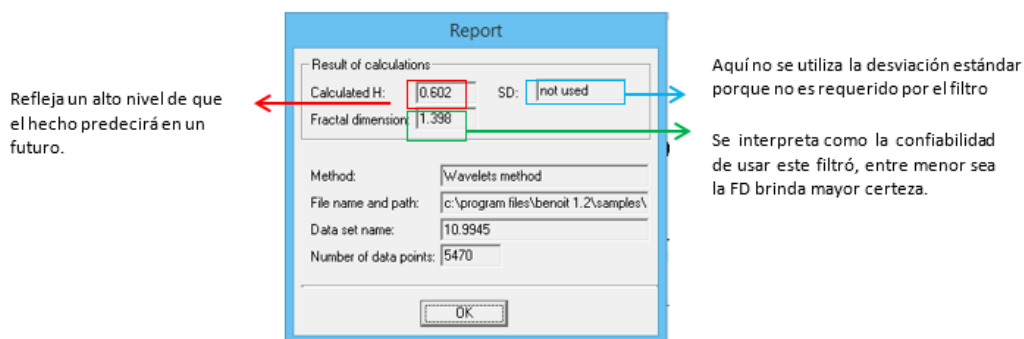 Report
Result of calculations
Calculated H: 0.602 SD: not used
Fractal dimension: 1.398
Method: Wavelets method
File name and path: c:\program files\benoit 1.2\samples\
Data set name: 10.9945
Number of data points: 5470
OK
Refleja un alto nivel de que
el hecho predecirá en un
futuro.
Aquí no se utiliza la desviación estándar
porque no es requerido por el filtro
Se interpreta como la confiabilidad
de usar este filtró, entre menor sea
la FD brinda mayor certeza.